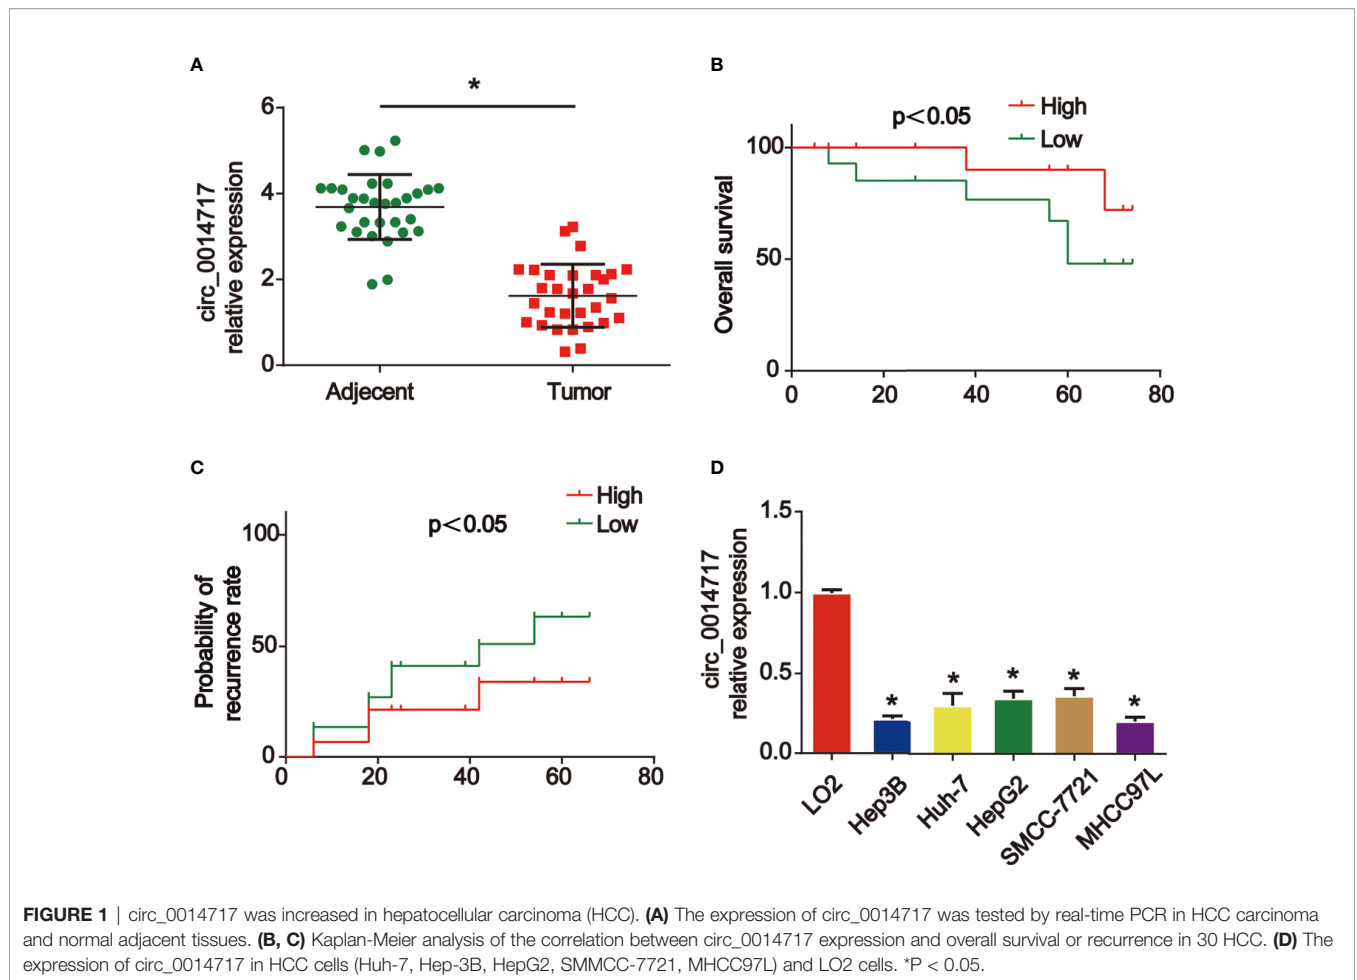 A
*
6
4
2
0
circ_0014717
relative expression
Adjecent
Tumor
B
p<0.05
High
Low
100
50
0
Overall survival
0
20
40
60
80
C
p<0.05
High
Low
100
50
0
Probability of
recurrence rate
0
20
40
60
80
D
1.5
1.0
0.5
0.0
circ_0014717
relative expression
*
*
*
*
*
LO2
Hep3B
Huh-7
HepG2
SMCC-7721
MHCC97L
FIGURE 1 | circ_0014717 was increased in hepatocellular carcinoma (HCC). (A) The expression of circ_0014717 was tested by real-time PCR in HCC carcinoma
and normal adjacent tissues. (B, C) Kaplan-Meier analysis of the correlation between circ_0014717 expression and overall survival or recurrence in 30 HCC. (D) The
expression of circ_0014717 in HCC cells (Huh-7, Hep-3B, HepG2, SMMCC-7721, MHCC97L) and LO2 cells. *P < 0.05.